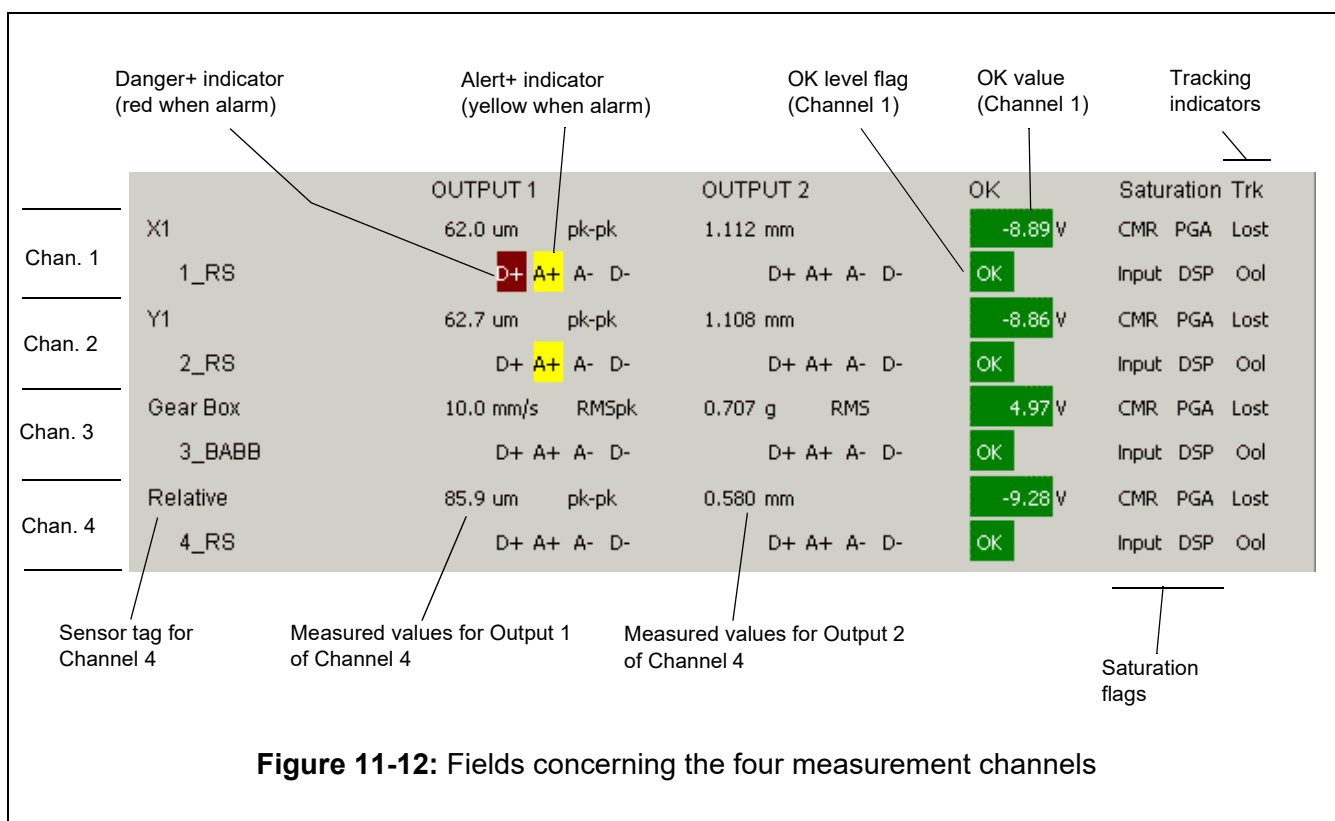 Danger+ indicator
(red when alarm)
Alert+ indicator
(yellow when alarm)
OK level flag
(Channel 1)
OK value
(Channel 1)
Tracking
indicators
OUTPUT 1 OUTPUT 2 OK Saturation Trk
Chan. 1
X1 62.0 um pk-pk 1.112 mm -8.89 V CMR PGA Lost
1_RS D+ A+ A- D- D+ A+ A- D- OK Input DSP Ool
Chan. 2
Y1 62.7 um pk-pk 1.108 mm -8.86 V CMR PGA Lost
2_RS D+ A+ A- D- D+ A+ A- D- OK Input DSP Ool
Chan. 3
Gear Box 10.0 mm/s RMSpk 0.707 g RMS 4.97 V CMR PGA Lost
3_BABB D+ A+ A- D- D+ A+ A- D- OK Input DSP Ool
Chan. 4
Relative 85.9 um pk-pk 0.580 mm -9.28 V CMR PGA Lost
4_RS D+ A+ A- D- D+ A+ A- D- OK Input DSP Ool
Sensor tag for
Channel 4
Measured values for Output 1
of Channel 4
Measured values for Output 2
of Channel 4
Saturation
flags
Figure 11-12: Fields concerning the four measurement channels